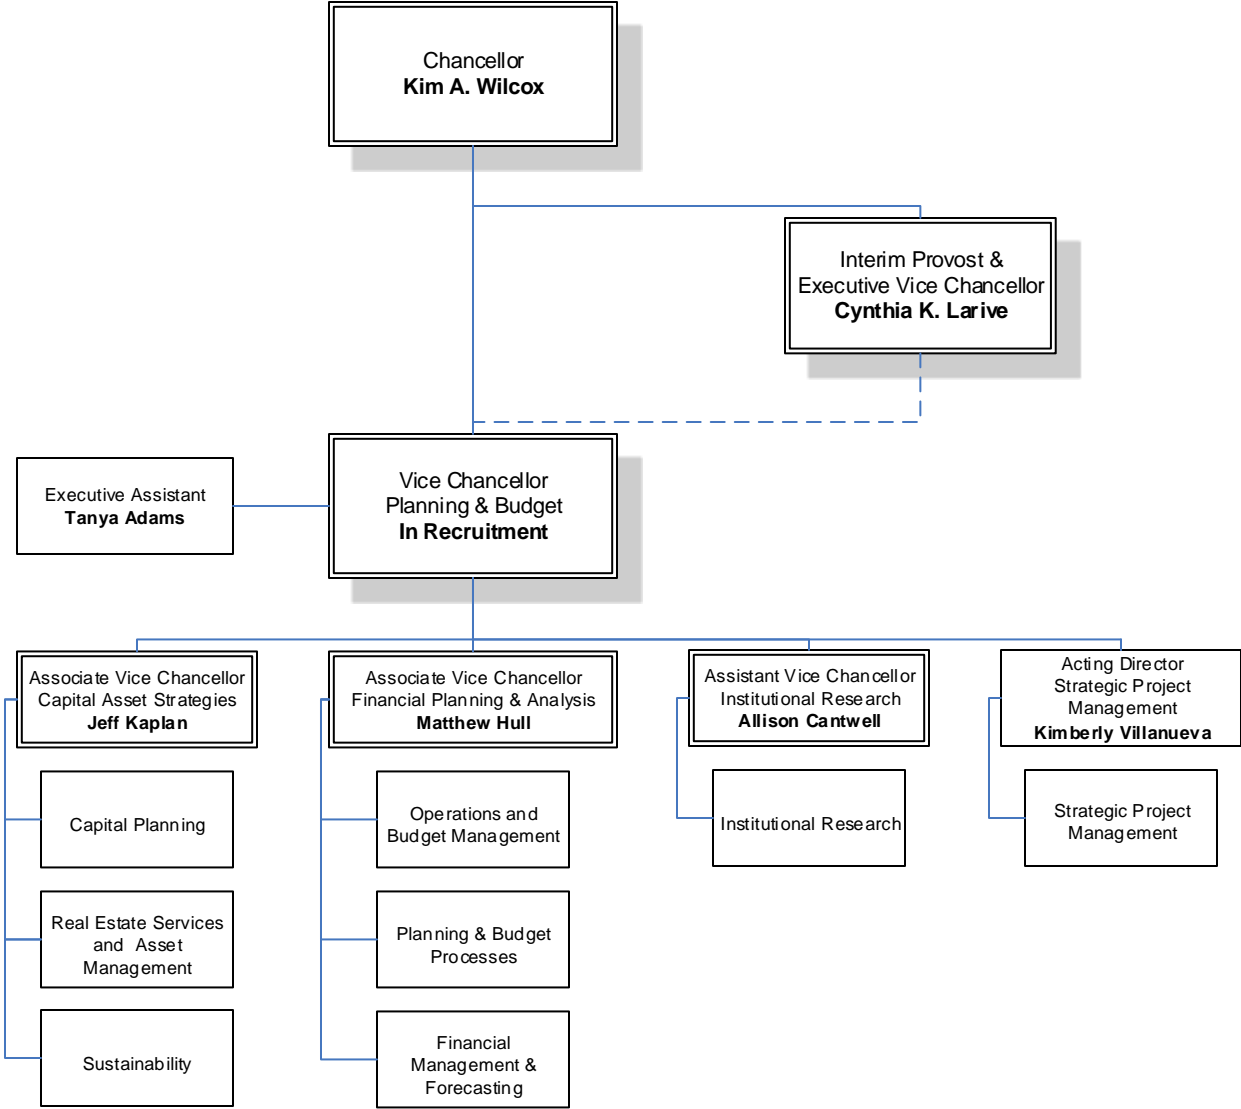 Chancellor
Kim A. Wilcox
Interim Provost &
Executive Vice Chancellor
Cynthia K. Larive
Executive Assistant
Tanya Adams
Vice Chancellor
Planning & Budget
In Recruitment
Associate Vice Chancellor
Capital Asset Strategies
Jeff Kaplan
Associate Vice Chancellor
Financial Planning & Analysis
Matthew Hull
Assistant Vice Chancellor
Institutional Research
Allison Cantwell
Acting Director
Strategic Project
Management
Kimberly Villanueva
Capital Planning
Operations and
Budget Management
Institutional Research
Strategic Project
Management
Real Estate Services
and Asset
Management
Planning & Budget
Processes
Sustainability
Financial
Management &
Forecasting